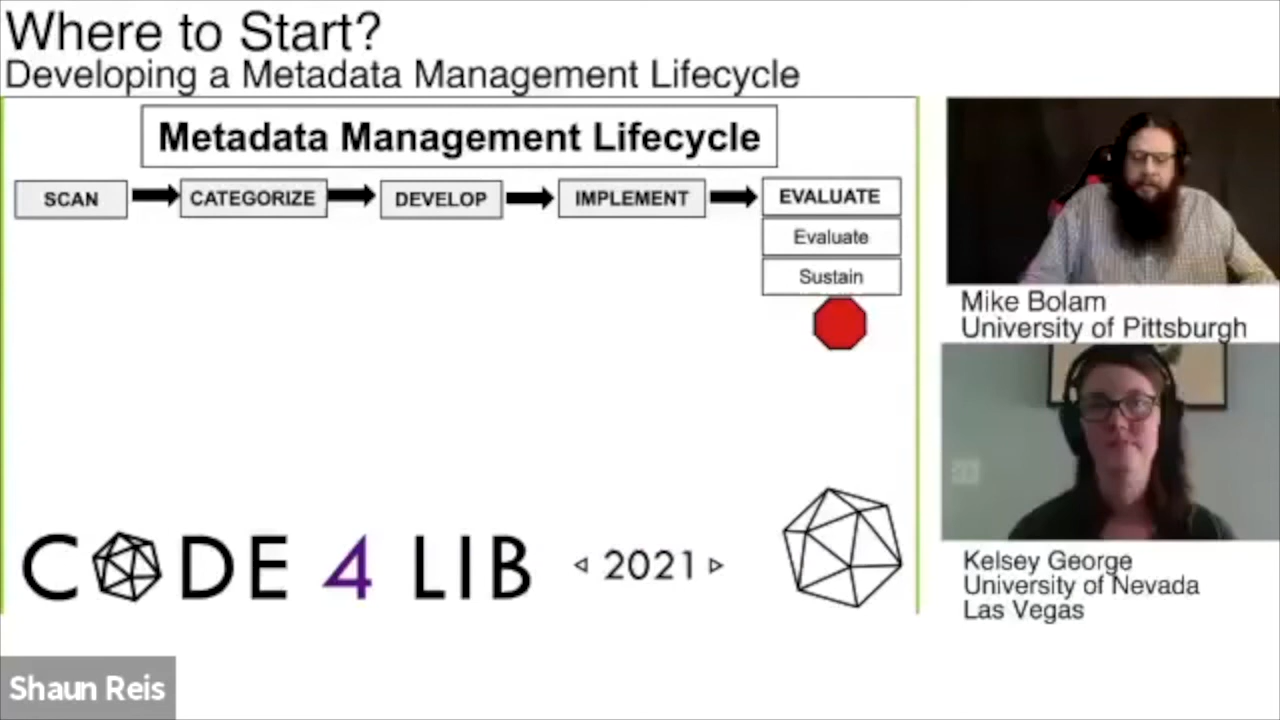 Where to Start?
Developing a Metadata Management Lifecycle
Metadata Management Lifecycle
SCAN
CATEGORIZE
DEVELOP
IMPLEMENT
EVALUATE
Evaluate
Sustain
CODE 4 LIB
2021
Mike Bolam
University of Pittsburgh
Kelsey George
University of Nevada
Las Vegas
Shaun Reis